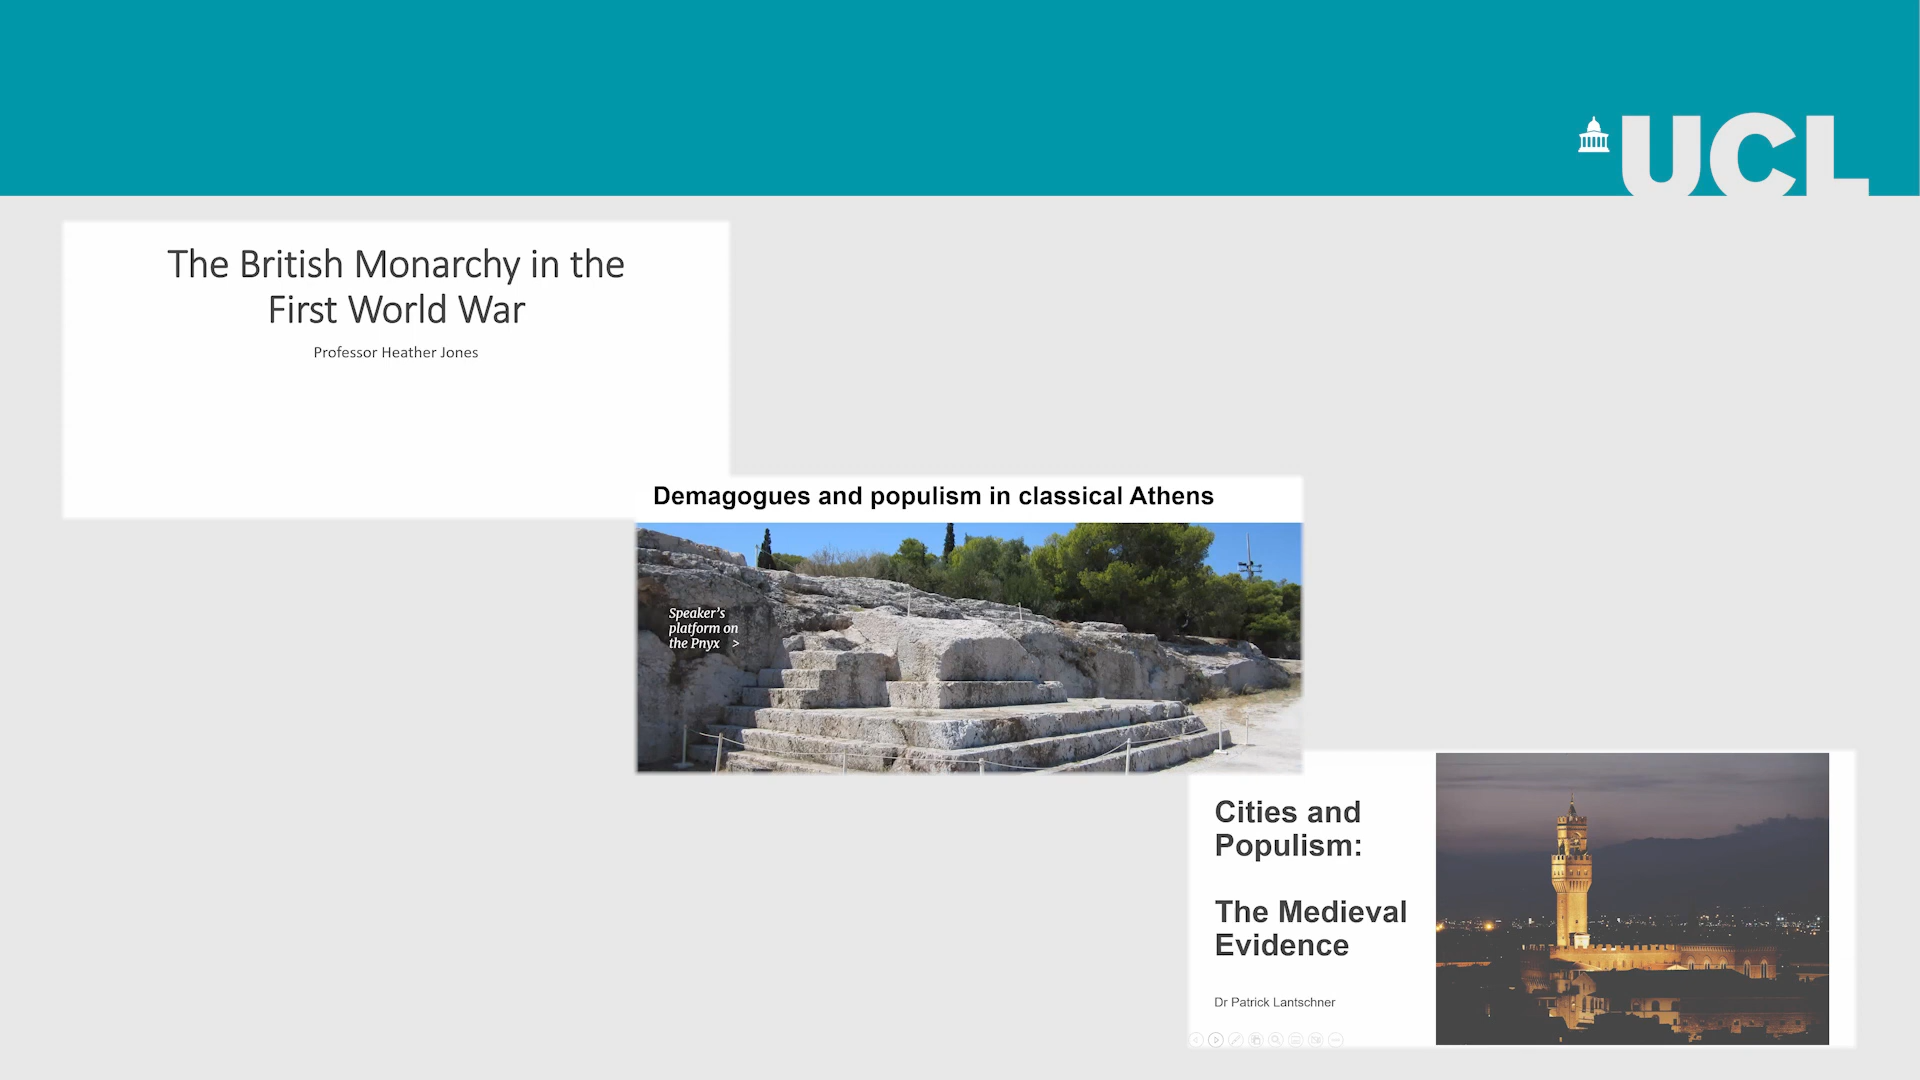 UCL
The British Monarchy in the
First World War
Professor Heather Jones
Demagogues and populism in classical Athens
Speaker's
platform on
the Pnyx >
Cities and
Populism:
The Medieval
Evidence
Dr Patrick Lantschner